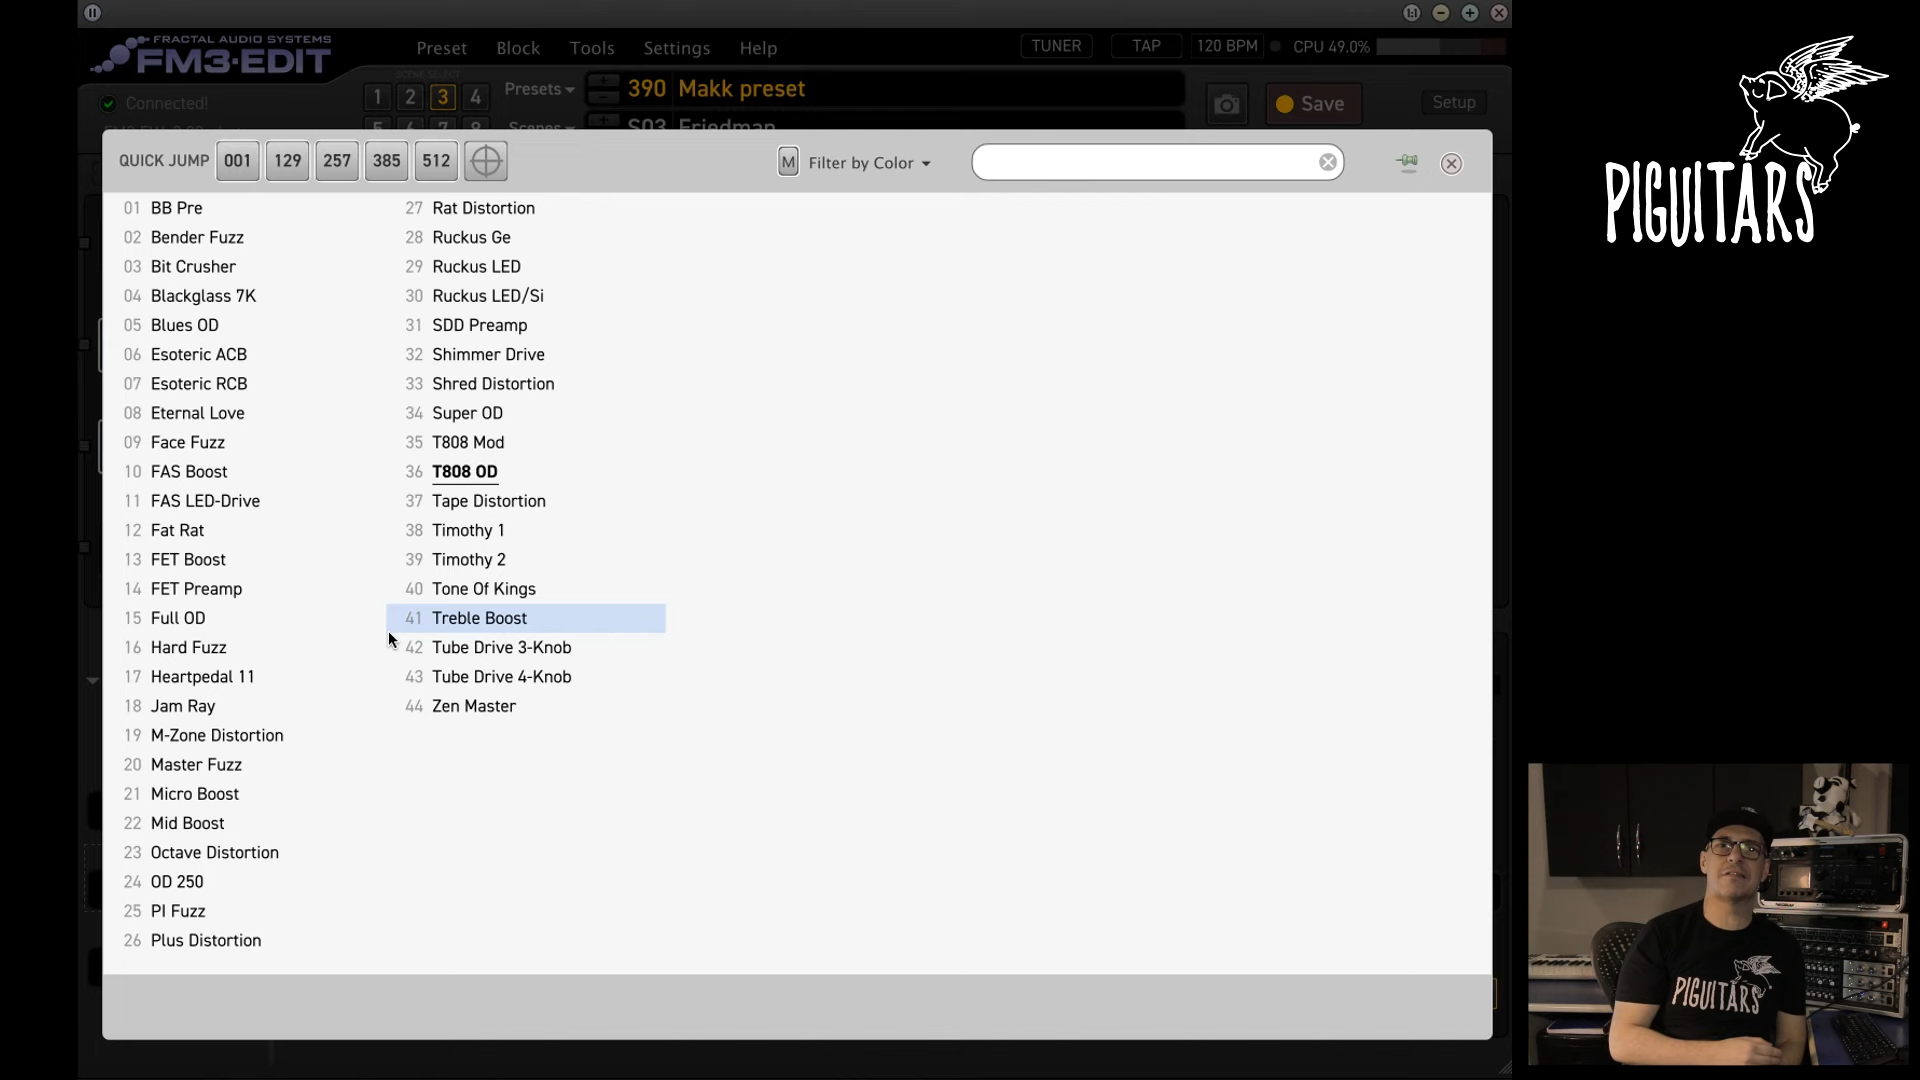 FRACTAL AUDIO SYSTEMS
FM3·EDIT
Preset Block Tools Settings Help
TUNER TAP 120 BPM CPU 49.0%
SCENE SELECT
Connected!
1 2 3 4
Presets
390 Makk preset
Save
Setup
5 6 7 8
Scenes
S03 Friedman
QUICK JUMP 001 129 257 385 512
M Filter by Color
01 BB Pre
02 Bender Fuzz
03 Bit Crusher
04 Blackglass 7K
05 Blues OD
06 Esoteric ACB
07 Esoteric RCB
08 Eternal Love
09 Face Fuzz
10 FAS Boost
11 FAS LED-Drive
12 Fat Rat
13 FET Boost
14 FET Preamp
15 Full OD
16 Hard Fuzz
17 Heartpedal 11
18 Jam Ray
19 M-Zone Distortion
20 Master Fuzz
21 Micro Boost
22 Mid Boost
23 Octave Distortion
24 OD 250
25 PI Fuzz
26 Plus Distortion
27 Rat Distortion
28 Ruckus Ge
29 Ruckus LED
30 Ruckus LED/Si
31 SDD Preamp
32 Shimmer Drive
33 Shred Distortion
34 Super OD
35 T808 Mod
36 T808 OD
37 Tape Distortion
38 Timothy 1
39 Timothy 2
40 Tone Of Kings
41 Treble Boost
42 Tube Drive 3-Knob
43 Tube Drive 4-Knob
44 Zen Master
PIGUITARS
PIGUITARS